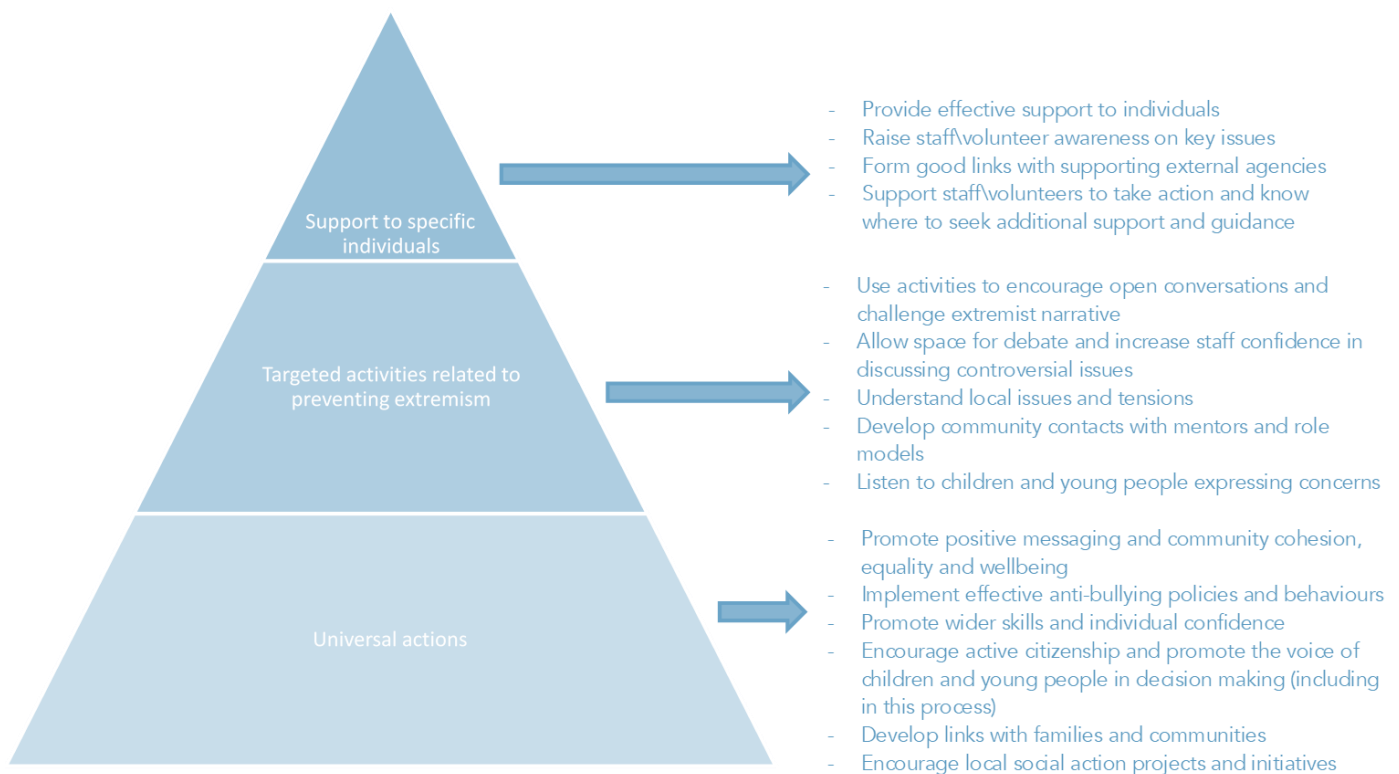 Support to specific
individuals
- Provide effective support to individuals
- Raise staff\volunteer awareness on key issues
- Form good links with supporting external agencies
- Support staff\volunteers to take action and know
where to seek additional support and guidance
Targeted activities related to
preventing extremism
- Use activities to encourage open conversations and
challenge extremist narrative
- Allow space for debate and increase staff confidence in
discussing controversial issues
- Understand local issues and tensions
- Develop community contacts with mentors and role
models
- Listen to children and young people expressing concerns
Universal actions
- Promote positive messaging and community cohesion,
equality and wellbeing
- Implement effective anti-bullying policies and behaviours
- Promote wider skills and individual confidence
- Encourage active citizenship and promote the voice of
children and young people in decision making (including
in this process)
- Develop links with families and communities
- Encourage local social action projects and initiatives